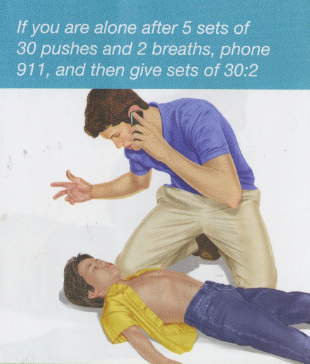 If you are alone after 5 sets of
30 pushes and 2 breaths, phone
911, and then give sets of 30:2